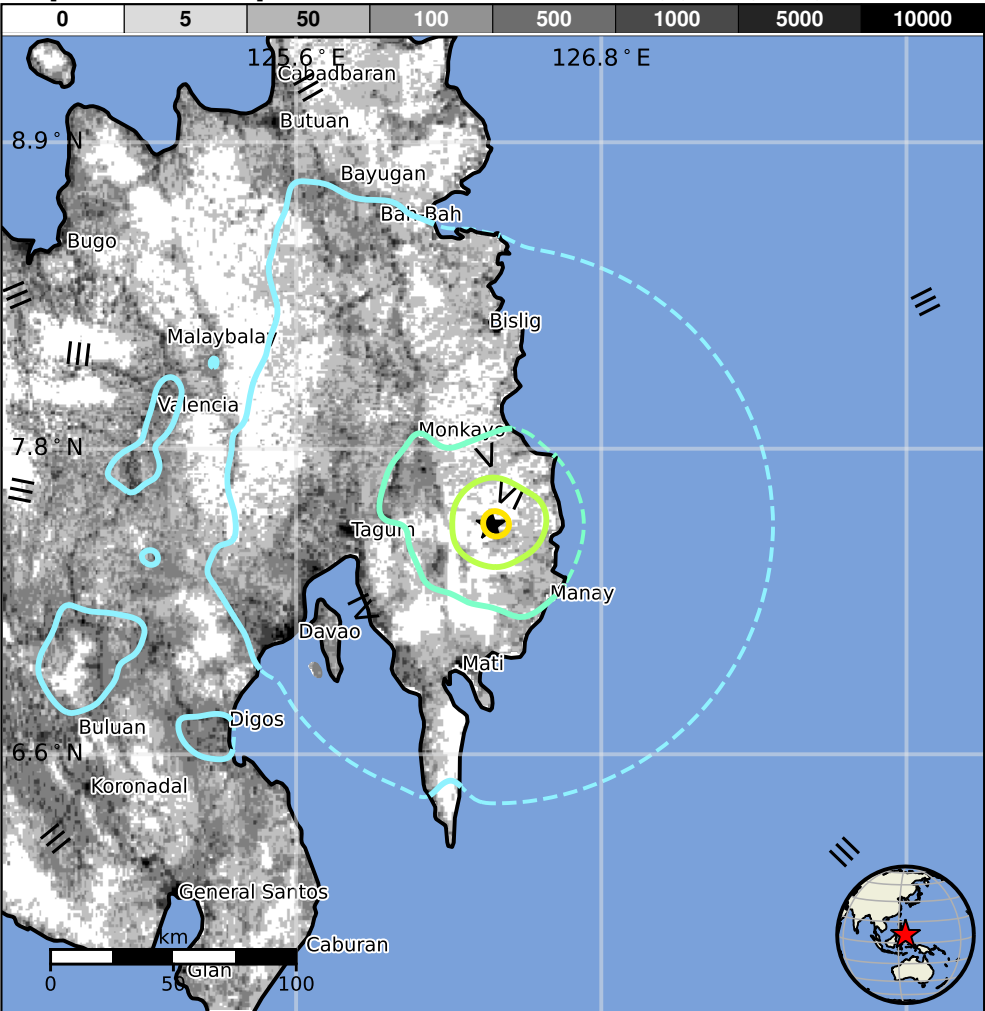 0 5 50 100 500 1000 5000 10000
125.6°E 126.8°E
Cabadbaran
III
Butuan
8.9°N
Bayugan
Bah-Bah
Bugo
III
III
Bislig
Malaybalay
III
Valencia
Monkayo
7.8°N
V
III
VI
Tagum
Manay
IV
Davao
Mati
Digos
Buluan
6.6°N
Koronadal
III
III
General Santos
km
Caburan
Glan
0 50 100